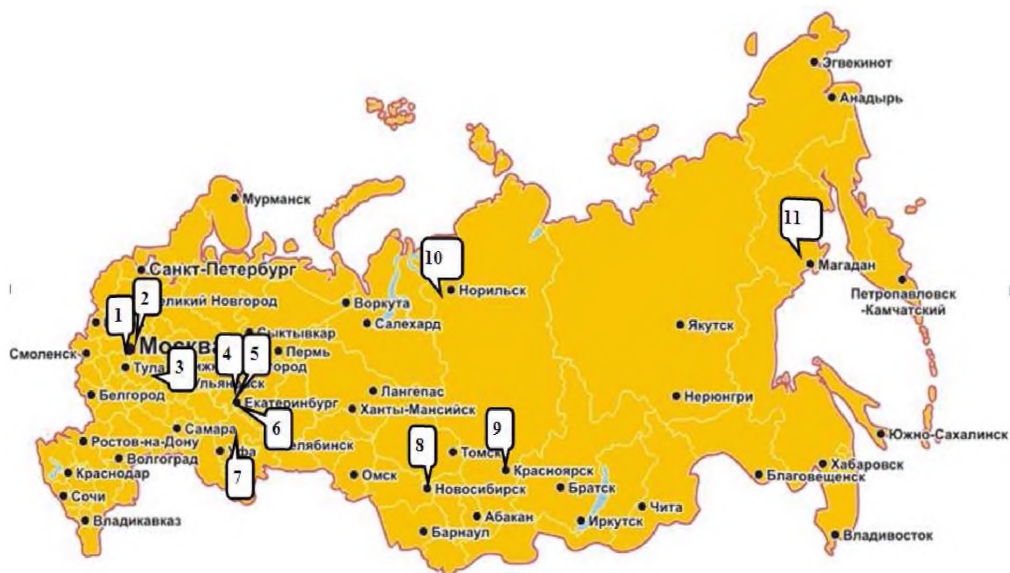 Эгвекинот
Анадырь
Мурманск
11
10
Санкт-Петербург
Магадан
Норильск
Петропавловск
-Камчатский
2
Великий Новгород
Воркута
1
Салехард
Якутск
Сыктывкар
Москва
Смоленск
4
5
Пермь
Тула
3
город
Лангепас
Нерюнгри
Белгород
Екатеринбург
Ханты-Мансийск
6
9
Самара
Южно-Сахалинск
Ростов-на-Дону
8
Томск
Волгоград
Уфа
Хабаровск
Краснодар
7
Омск
Красноярск
Благовещенск
Новосибирск
Братск
Сочи
Чита
Абакан
Владикавказ
Иркутск
Барнаул
Владивосток